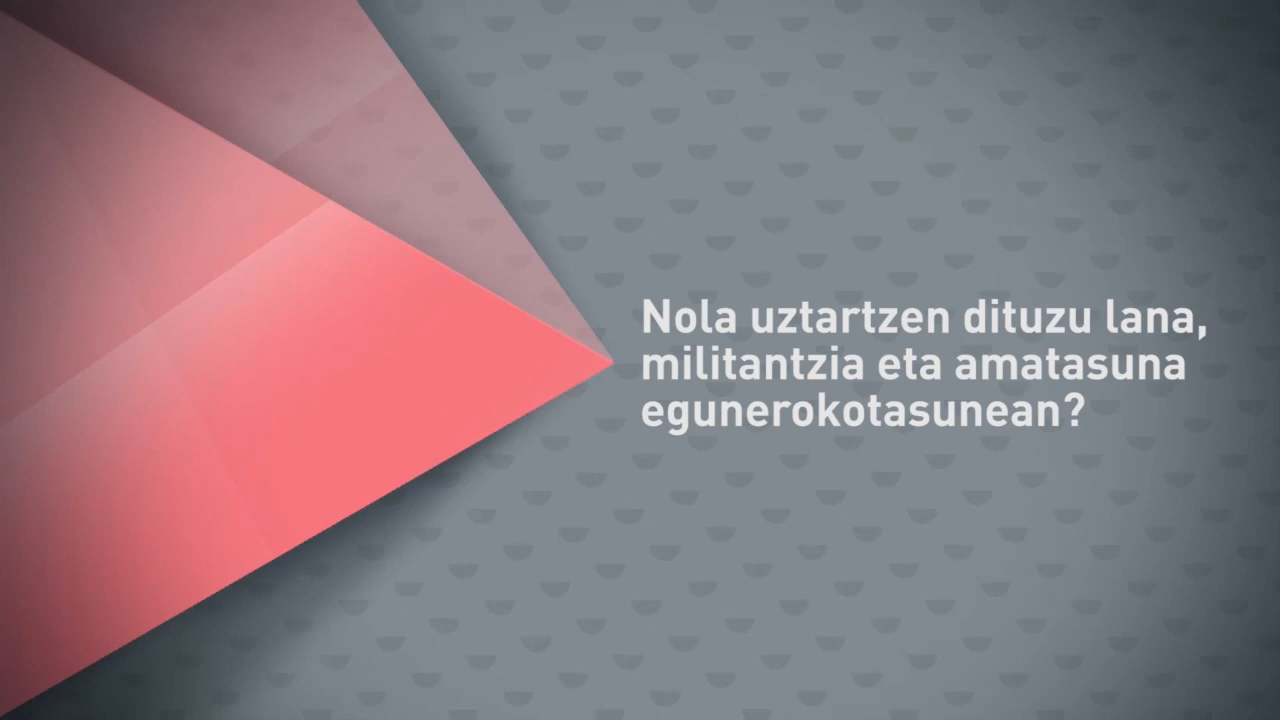 Nola uztartzen dituzu lana,
militantzia eta amatasuna
egunerokotasunean?